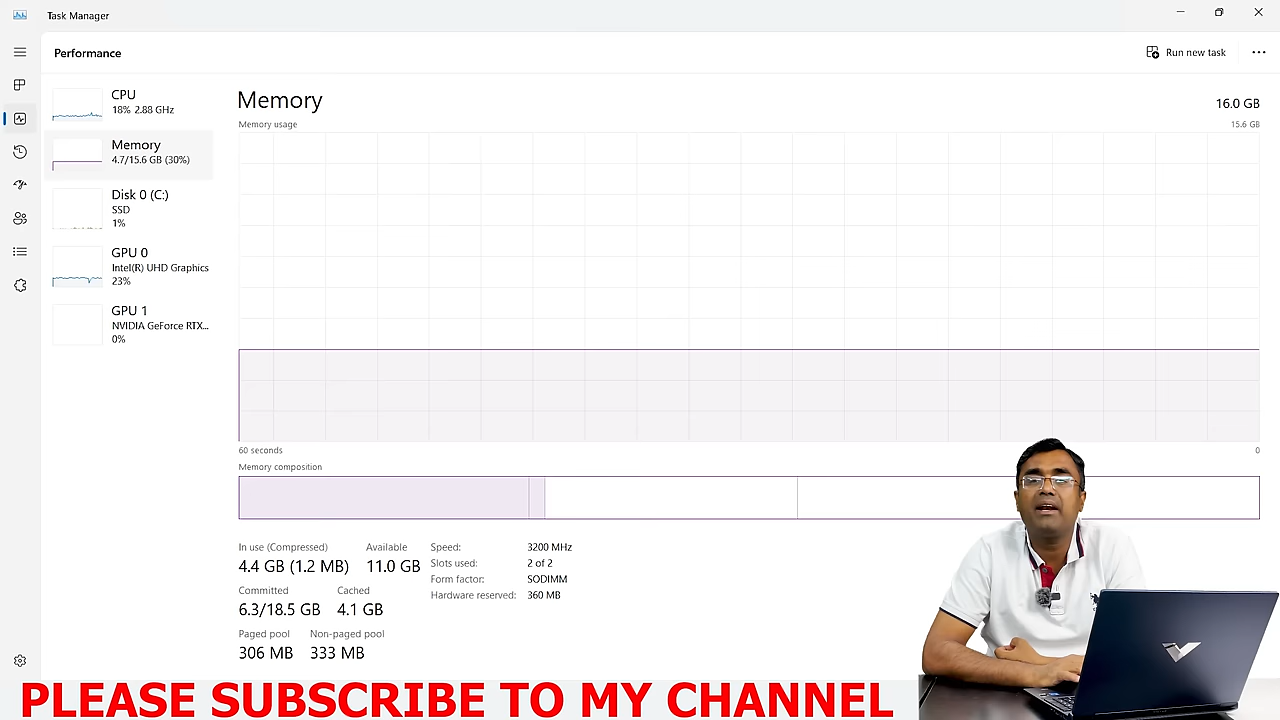 Task Manager
Performance
Run new task
CPU
18% 2.88 GHz
Memory
4.7/15.6 GB (30%)
Disk 0 (C:)
SSD
1%
GPU 0
Intel(R) UHD Graphics
23%
GPU 1
NVIDIA GeForce RTX...
0%
Memory
16.0 GB
Memory usage
15.6 GB
60 seconds
0
Memory composition
In use (Compressed)
4.4 GB (1.2 MB)
Available
11.0 GB
Committed
6.3/18.5 GB
Cached
4.1 GB
Paged pool
306 MB
Non-paged pool
333 MB
Speed: 3200 MHz
Slots used: 2 of 2
Form factor: SODIMM
Hardware reserved: 360 MB
PLEASE SUBSCRIBE TO MY CHANNEL